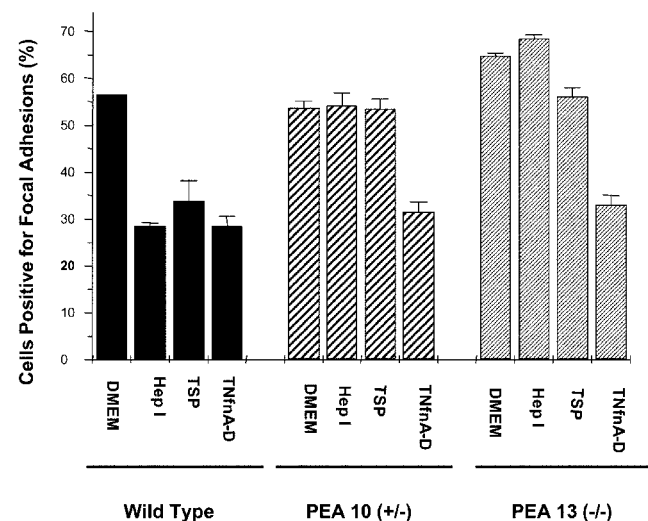 Cells Positive for Focal Adhesions (%)
70
60
50
40
30
20
10
0
DMEM
Hep I
TSP
TNfnA-D
DMEM
Hep I
TSP
TNfnA-D
DMEM
Hep I
TSP
TNfnA-D
Wild Type
PEA 10 (+/-)
PEA 13 (-/-)